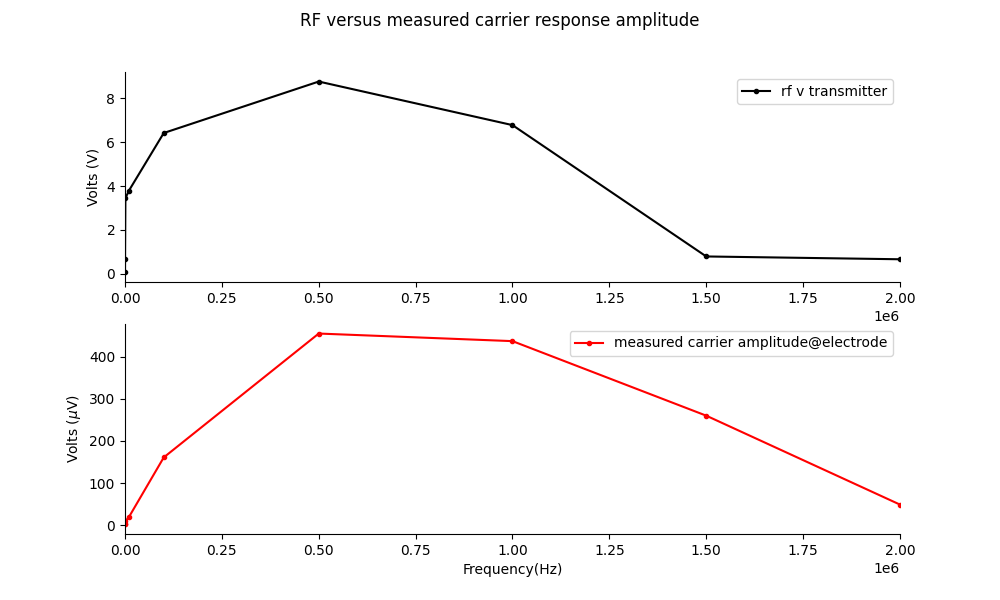 RF versus measured carrier response amplitude
rf v transmitter
Volts (V)
8
6
4
2
0
0.00 0.25 0.50 0.75 1.00 1.25 1.50 1.75 2.00
1e6
measured carrier amplitude@electrode
Volts (μV)
400
300
200
100
0
0.00 0.25 0.50 0.75 1.00 1.25 1.50 1.75 2.00
1e6
Frequency(Hz)